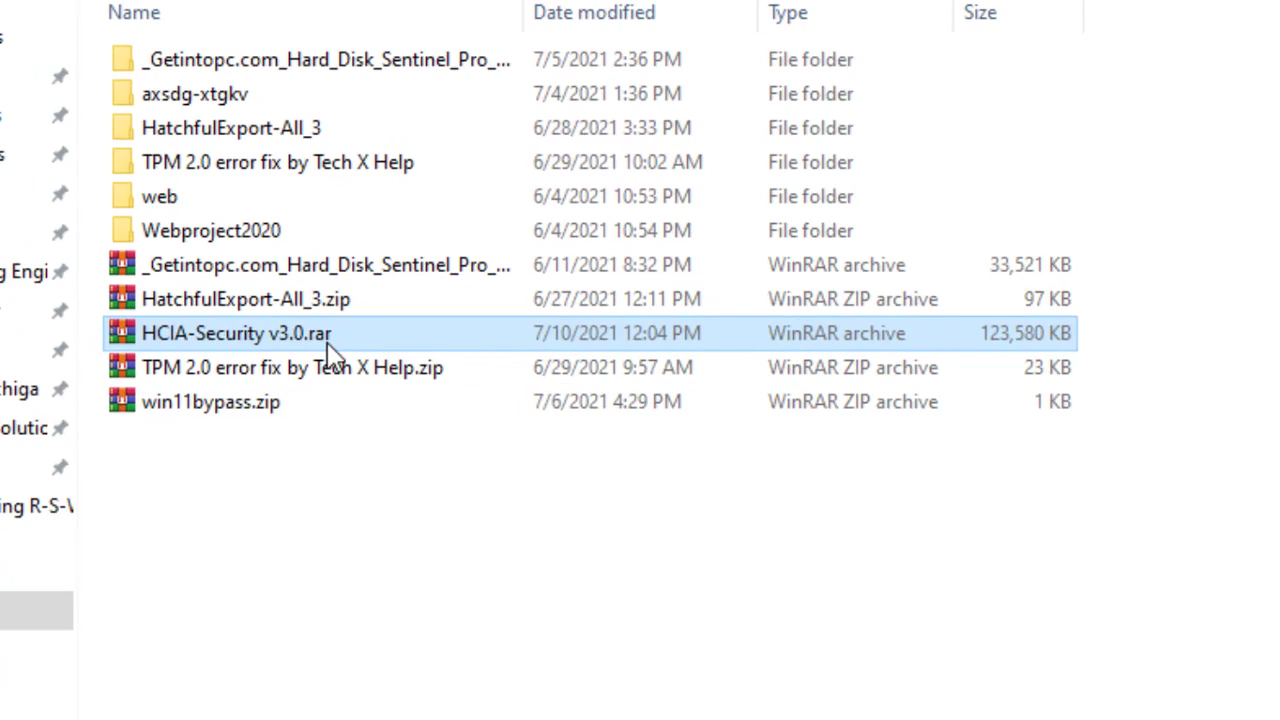 Name Date modified Type Size
s
_Getintopc.com_Hard_Disk_Sentinel_Pro_... 7/5/2021 2:36 PM File folder
axsdg-xtgkv 7/4/2021 1:36 PM File folder
s
HatchfulExport-All_3 6/28/2021 3:33 PM File folder
s
TPM 2.0 error fix by Tech X Help 6/29/2021 10:02 AM File folder
web 6/4/2021 10:53 PM File folder
Webproject2020 6/4/2021 10:54 PM File folder
g Engi
_Getintopc.com_Hard_Disk_Sentinel_Pro_... 6/11/2021 8:32 PM WinRAR archive 33,521 KB
HatchfulExport-All_3.zip 6/27/2021 12:11 PM WinRAR ZIP archive 97 KB
HCIA-Security v3.0.rar 7/10/2021 12:04 PM WinRAR archive 123,580 KB
TPM 2.0 error fix by Tech X Help.zip 6/29/2021 9:57 AM WinRAR ZIP archive 23 KB
higa
win11bypass.zip 7/6/2021 4:29 PM WinRAR ZIP archive 1 KB
olutic
ing R-S-V